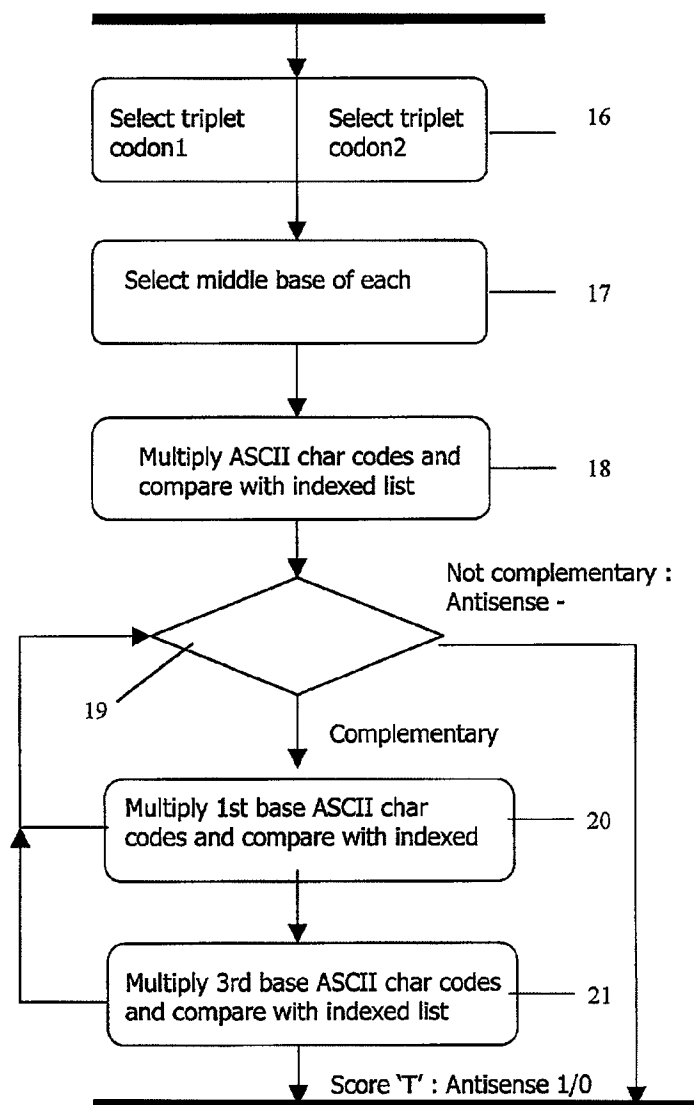 Select triplet
codon1
Select triplet
codon2
16
Select middle base of each
17
Multiply ASCII char codes and
compare with indexed list
18
Not complementary :
Antisense -
19
Complementary
Multiply 1st base ASCII char
codes and compare with indexed
20
Multiply 3rd base ASCII char codes
and compare with indexed list
21
Score 'T' : Antisense 1/0